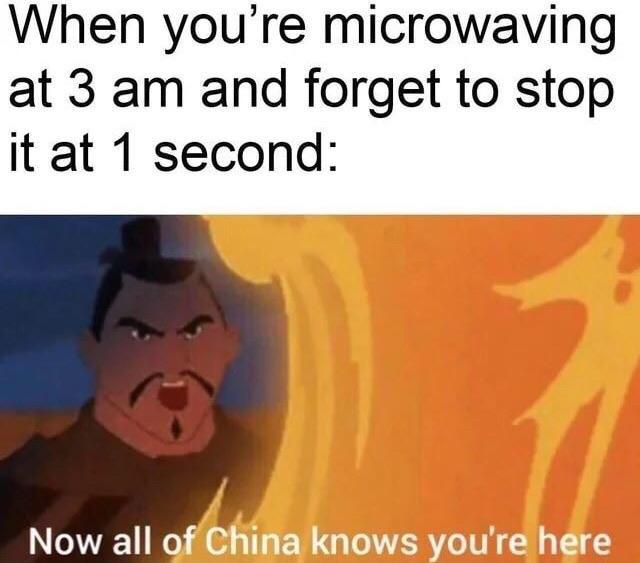 When you’re microwaving
at 3 am and forget to stop
it at 1 second:
Now all of China knows you're here